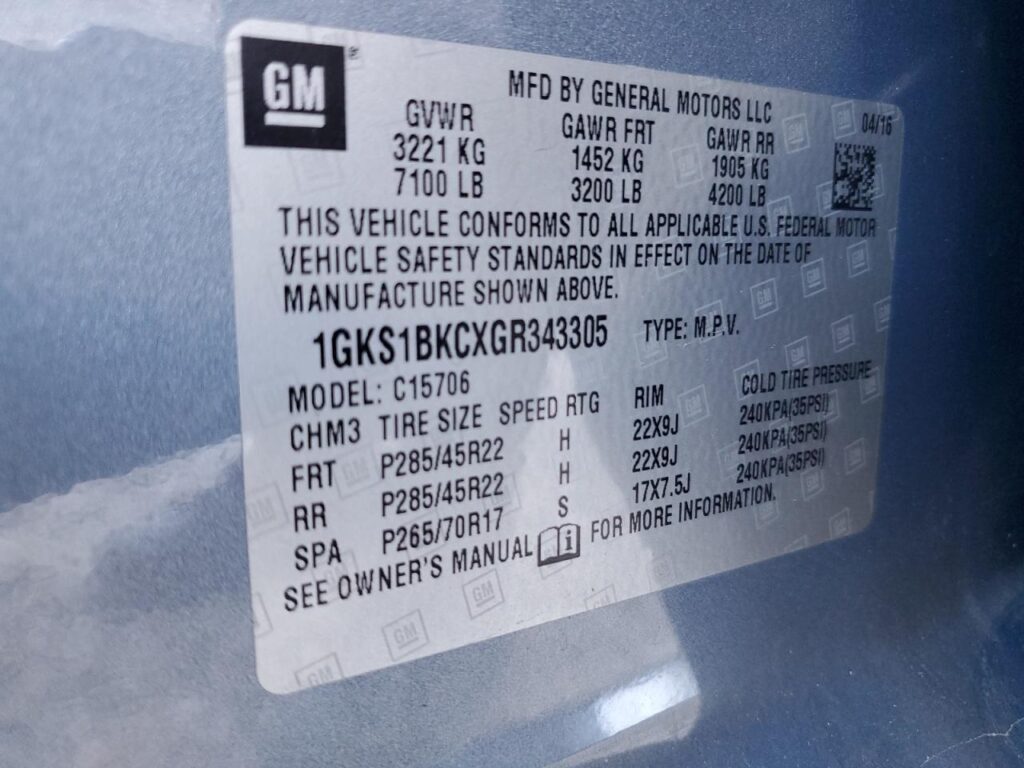 GM
MFD BY GENERAL MOTORS LLC
04/16
GVWR GAWR FRT GAWR RR
3221 KG 1452 KG 1905 KG
7100 LB 3200 LB 4200 LB
THIS VEHICLE CONFORMS TO ALL APPLICABLE U.S. FEDERAL MOTOR
VEHICLE SAFETY STANDARDS IN EFFECT ON THE DATE OF
MANUFACTURE SHOWN ABOVE.
1GKS1BKCXGR343305 TYPE: M.P.V.
MODEL: C15706
CHM3 TIRE SIZE SPEED RTG RIM COLD TIRE PRESSURE
FRT P285/45R22 H 22X9J 240KPA(35PSI)
RR P285/45R22 H 22X9J 240KPA(35PSI)
SPA P265/70R17 S 17X7.5J 240KPA(35PSI)
SEE OWNER'S MANUAL i FOR MORE INFORMATION.